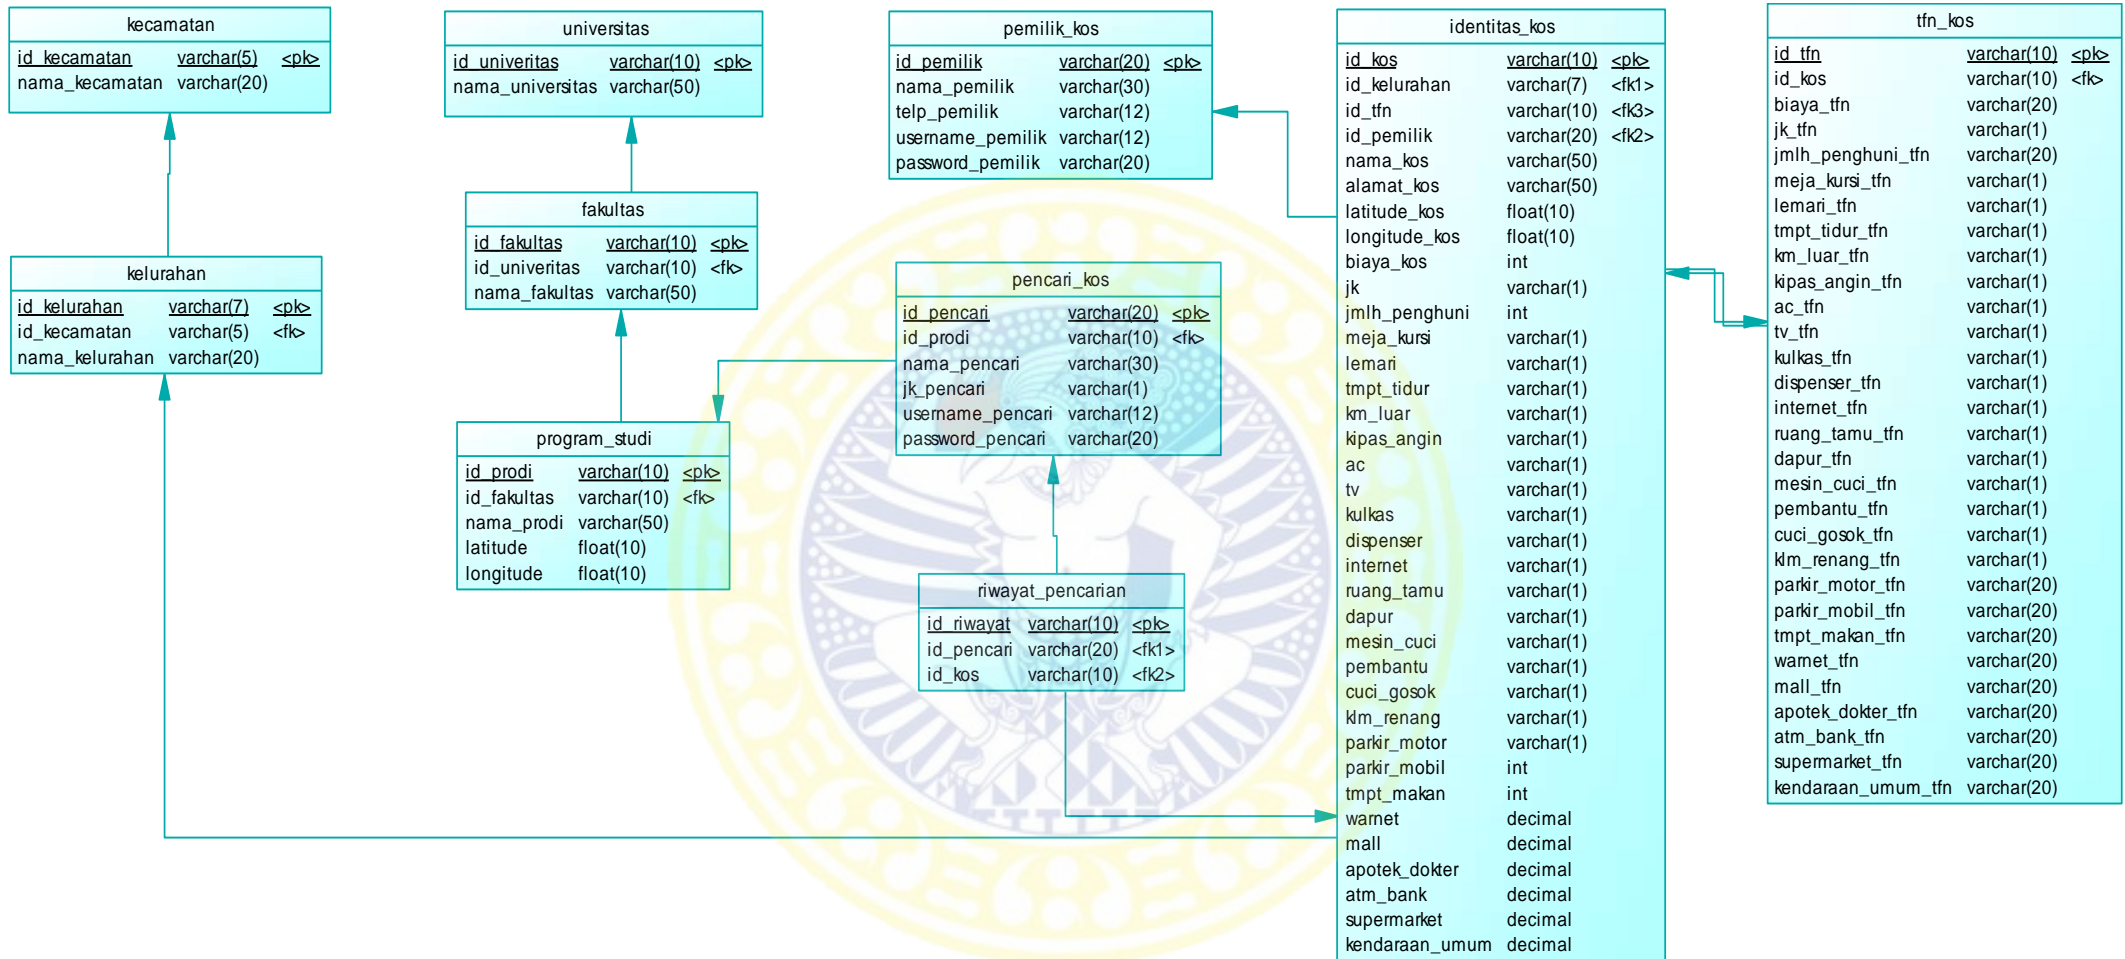 kecamatan
id_kecamatan varchar(5) <pk>
nama_kecamatan varchar(20)
universitas
id_univeritas varchar(10) <pk>
nama_universitas varchar(50)
pemilik_kos
id_pemilik varchar(20) <pk>
nama_pemilik varchar(30)
telp_pemilik varchar(12)
username_pemilik varchar(12)
password_pemilik varchar(20)
identitas_kos
id_kos varchar(10) <pk>
id_kelurahan varchar(7) <fk1>
id_tfn varchar(10) <fk3>
id_pemilik varchar(20) <fk2>
nama_kos varchar(50)
alamat_kos varchar(50)
latitude_kos float(10)
longitude_kos float(10)
biaya_kos int
jk varchar(1)
jmlh_penghuni int
meja_kursi varchar(1)
lemari varchar(1)
tmpt_tidur varchar(1)
km_luar varchar(1)
kipas_angin varchar(1)
ac varchar(1)
tv varchar(1)
kulkas varchar(1)
dispenser varchar(1)
internet varchar(1)
ruang_tamu varchar(1)
dapur varchar(1)
mesin_cuci varchar(1)
pembantu varchar(1)
cuci_gosok varchar(1)
klm_renang varchar(1)
parkir_motor varchar(1)
parkir_mobil int
tmpt_makan int
warnet decimal
mall decimal
apotek_dokter decimal
atm_bank decimal
supermarket decimal
kendaraan_umum decimal
tfn_kos
id_tfn varchar(10) <pk>
id_kos varchar(10) <fk>
biaya_tfn varchar(20)
jk_tfn varchar(1)
jmlh_penghuni_tfn varchar(20)
meja_kursi_tfn varchar(1)
lemari_tfn varchar(1)
tmpt_tidur_tfn varchar(1)
km_luar_tfn varchar(1)
kipas_angin_tfn varchar(1)
ac_tfn varchar(1)
tv_tfn varchar(1)
kulkas_tfn varchar(1)
dispenser_tfn varchar(1)
internet_tfn varchar(1)
ruang_tamu_tfn varchar(1)
dapur_tfn varchar(1)
mesin_cuci_tfn varchar(1)
pembantu_tfn varchar(1)
cuci_gosok_tfn varchar(1)
klm_renang_tfn varchar(1)
parkir_motor_tfn varchar(20)
parkir_mobil_tfn varchar(20)
tmpt_makan_tfn varchar(20)
warnet_tfn varchar(20)
mall_tfn varchar(20)
apotek_dokter_tfn varchar(20)
atm_bank_tfn varchar(20)
supermarket_tfn varchar(20)
kendaraan_umum_tfn varchar(20)
fakultas
id_fakultas varchar(10) <pk>
id_univeritas varchar(10) <fk>
nama_fakultas varchar(50)
kelurahan
id_kelurahan varchar(7) <pk>
id_kecamatan varchar(5) <fk>
nama_kelurahan varchar(20)
pencari_kos
id_pencari varchar(20) <pk>
id_prodi varchar(10) <fk>
nama_pencari varchar(30)
jk_pencari varchar(1)
username_pencari varchar(12)
password_pencari varchar(20)
program_studi
id_prodi varchar(10) <pk>
id_fakultas varchar(10) <fk>
nama_prodi varchar(50)
latitude float(10)
longitude float(10)
riwayat_pencarian
id_riwayat varchar(10) <pk>
id_pencari varchar(20) <fk1>
id_kos varchar(10) <fk2>